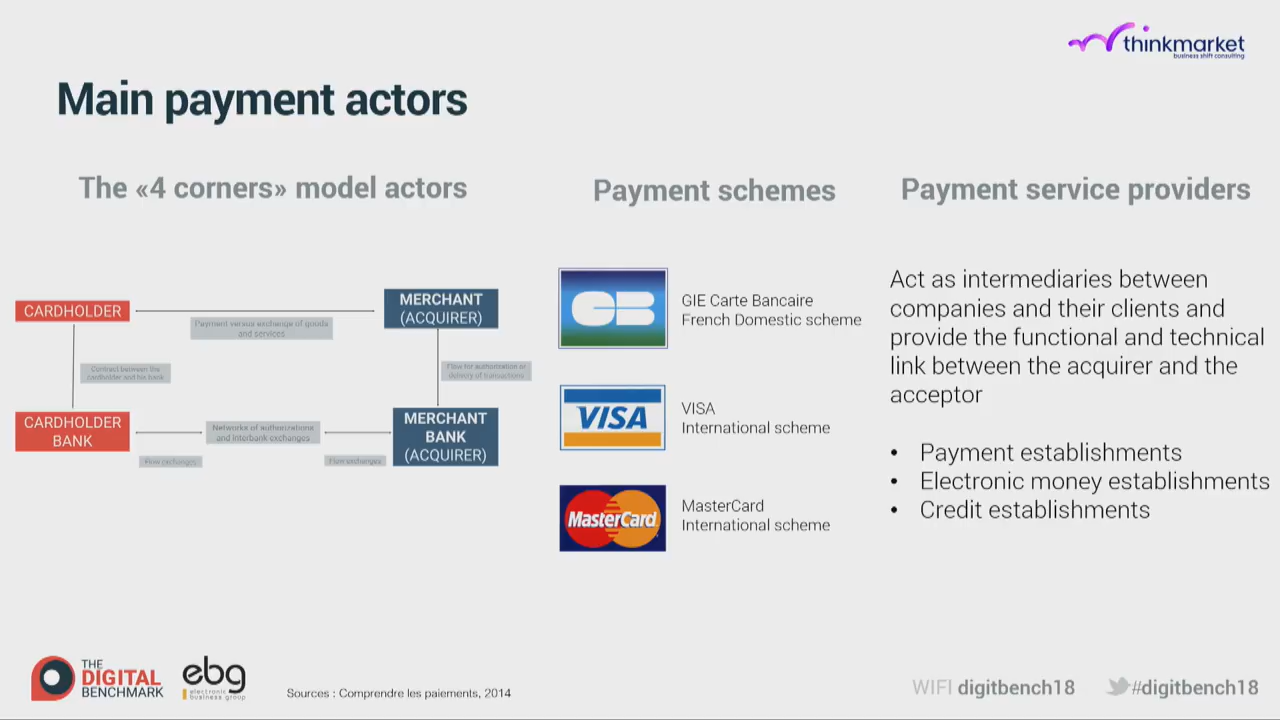 thinkmarket
business shift consulting
Main payment actors
The «4 corners» model actors
Payment schemes
Payment service providers
CARDHOLDER
MERCHANT
(ACQUIRER)
Payment versus exchange of goods
and services
Contract between the
cardholder and his bank
Flow for authorization or
delivery of transactions
CARDHOLDER
BANK
Networks of authorizations
and Interbank exchanges
MERCHANT
BANK
(ACQUIRER)
Flow exchanges
Flow exchanges
CB
GIE Carte Bancaire
French Domestic scheme
VISA
VISA
International scheme
MasterCard
MasterCard
International scheme
Act as intermediaries between
companies and their clients and
provide the functional and technical
link between the acquirer and the
acceptor
• Payment establishments
• Electronic money establishments
• Credit establishments
THE
DIGITAL
BENCHMARK
ebg
electronic
business group
Sources : Comprendre les paiements, 2014
WIFI digitbench18
#digitbench18